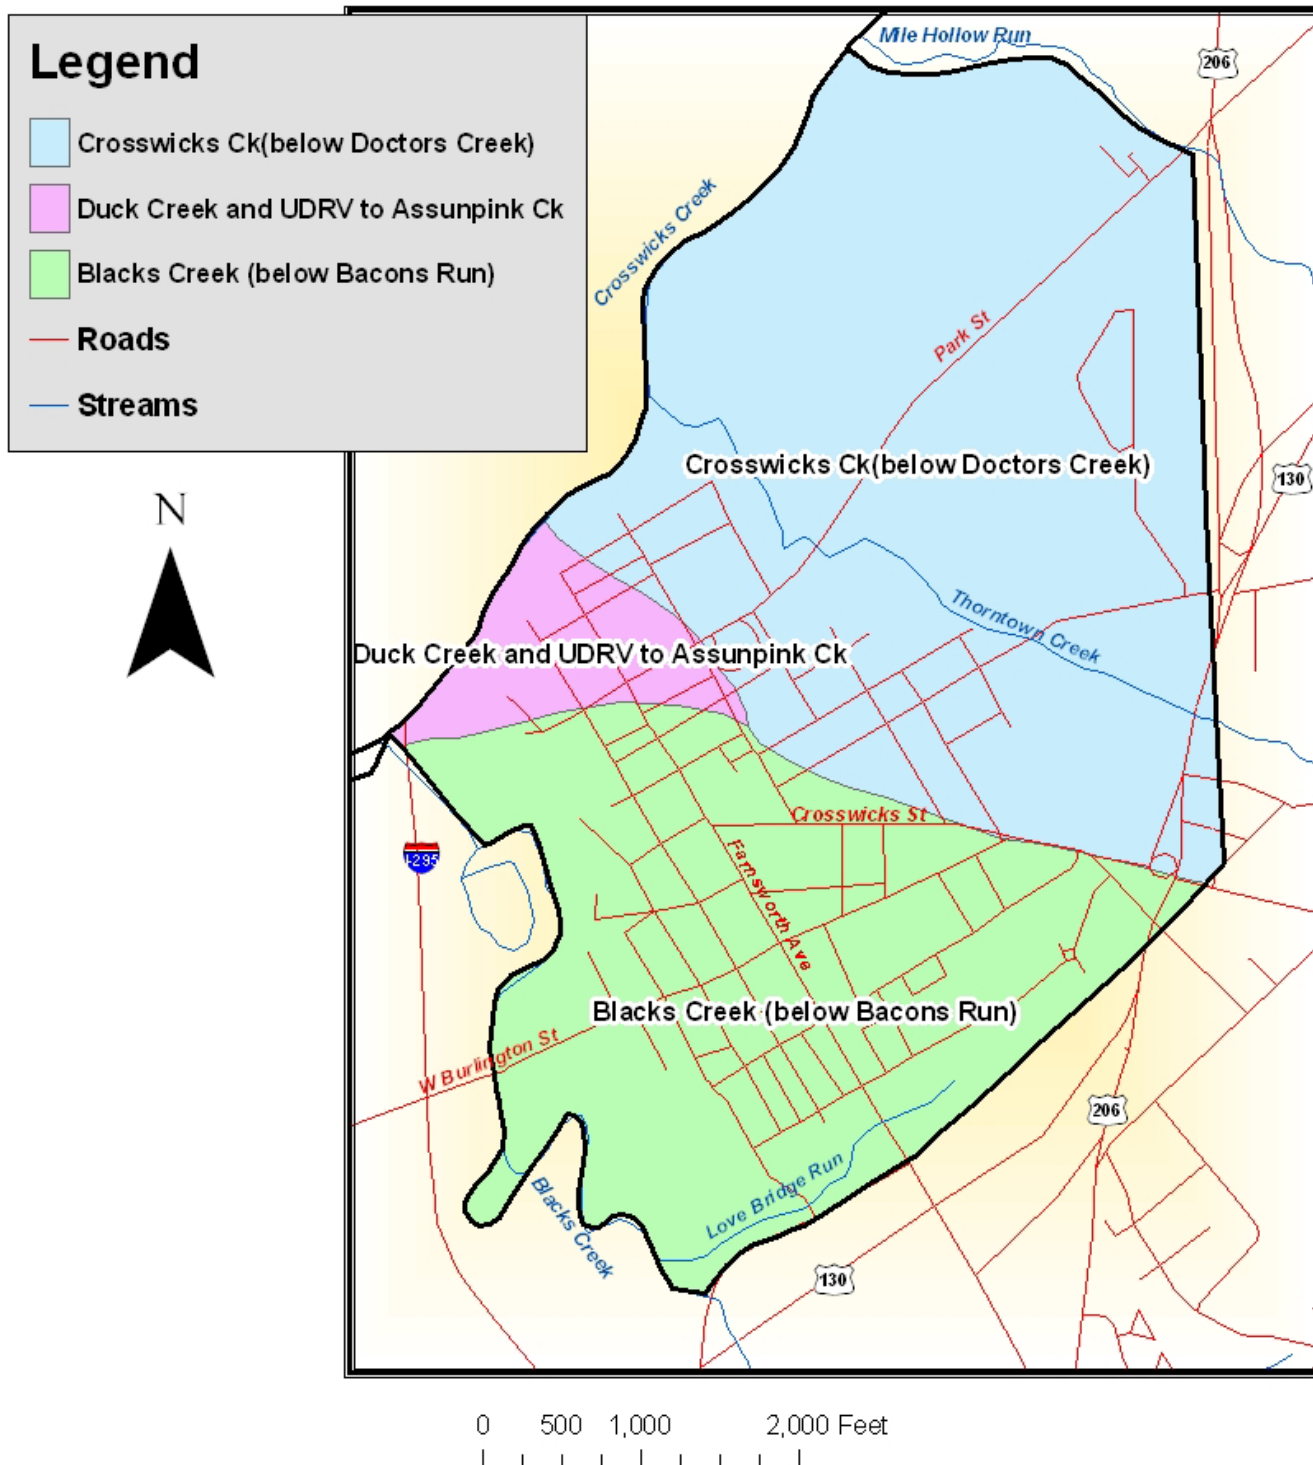 Legend
Crosswicks Ck(below Doctors Creek)
Duck Creek and UDRV to Assunpink Ck
Blacks Creek (below Bacons Run)
Roads
Streams
N
Mile Hollow Run
206
Crosswicks Creek
Park St
Crosswicks Ck(below Doctors Creek)
130
Thorntown Creek
Duck Creek and UDRV to Assunpink Ck
Crosswicks St
I-295
Farnsworth Ave
Blacks Creek (below Bacons Run)
W Burlington St
206
Love Bridge Run
Blacks Creek
130
0 500 1,000 2,000 Feet